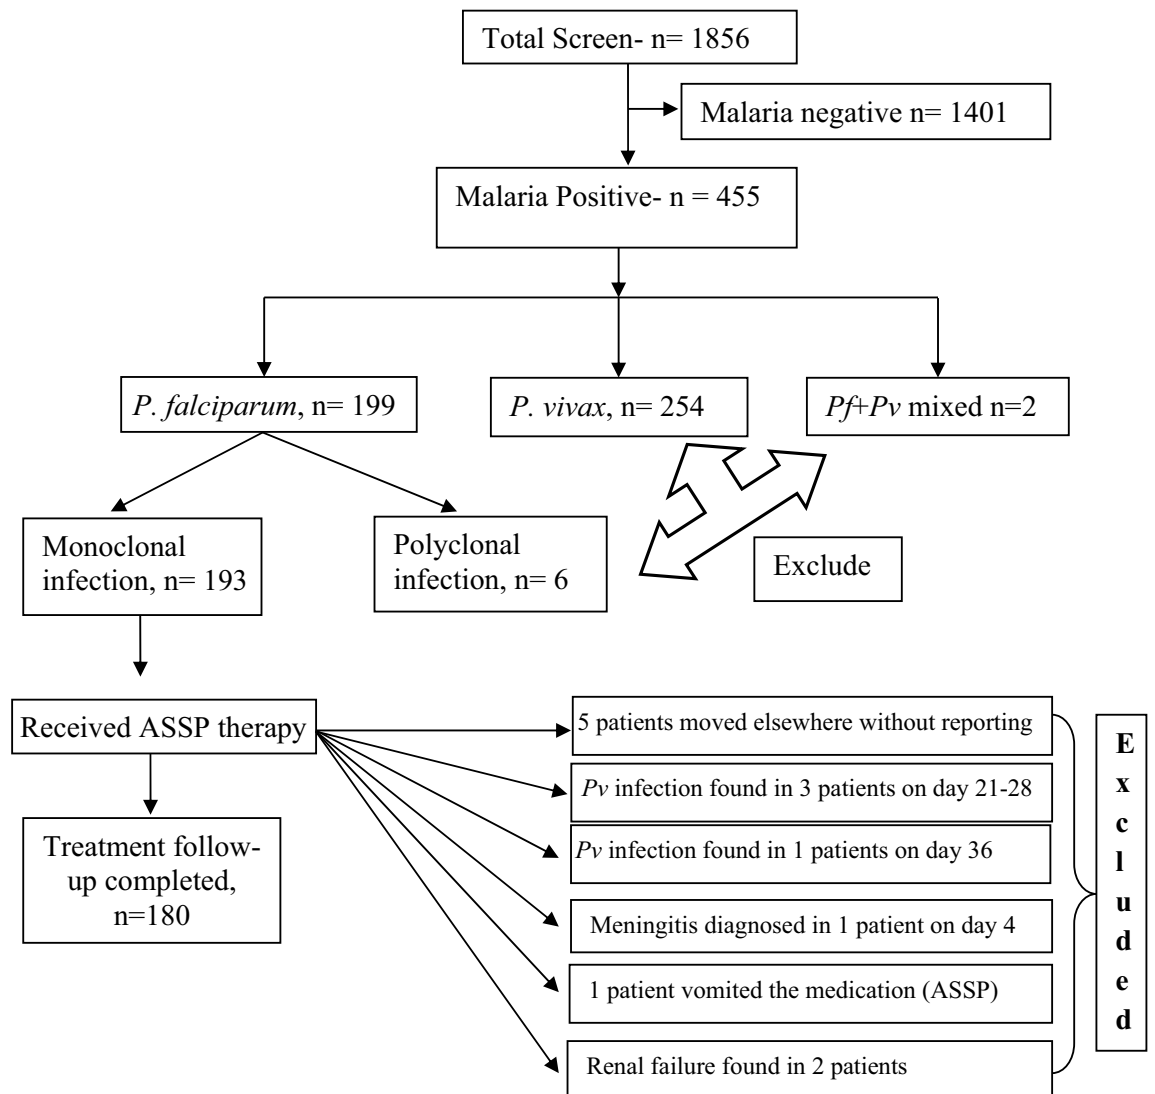 Total Screen- n= 1856
Malaria negative n= 1401
Malaria Positive- n = 455
P. falciparum, n= 199
P. vivax, n= 254
Pf+Pv mixed n=2
Monoclonal
infection, n= 193
Polyclonal
infection, n= 6
Exclude
Received ASSP therapy
5 patients moved elsewhere without reporting
Pv infection found in 3 patients on day 21-28
Pv infection found in 1 patients on day 36
Meningitis diagnosed in 1 patient on day 4
1 patient vomited the medication (ASSP)
Renal failure found in 2 patients
E
x
c
l
u
d
e
d
Treatment follow-
up completed,
n=180